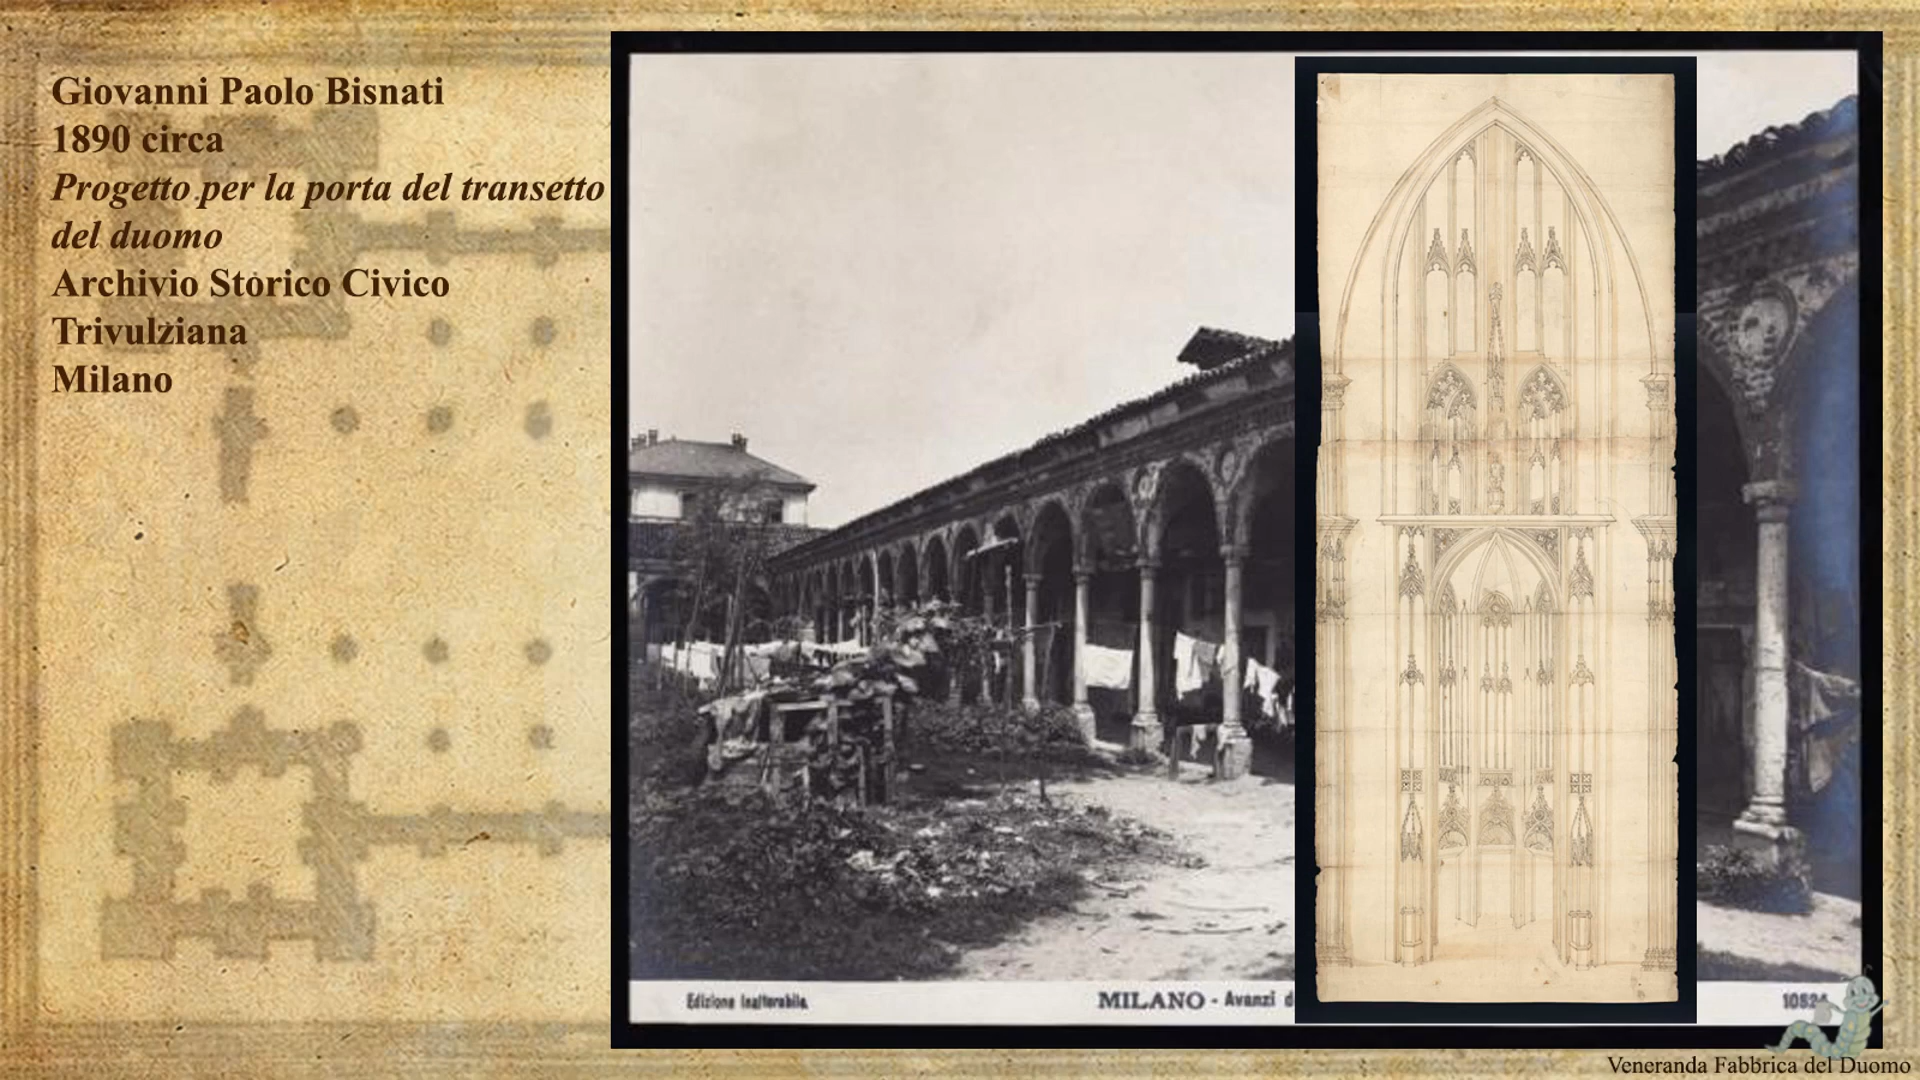 Giovanni Paolo Bisnati
1890 circa
Progetto per la porta del transetto
del duomo
Archivio Storico Civico
Trivulziana
Milano
Edizione inalterabile.
MILANO - Avanzi
Veneranda Fabbrica del Duomo